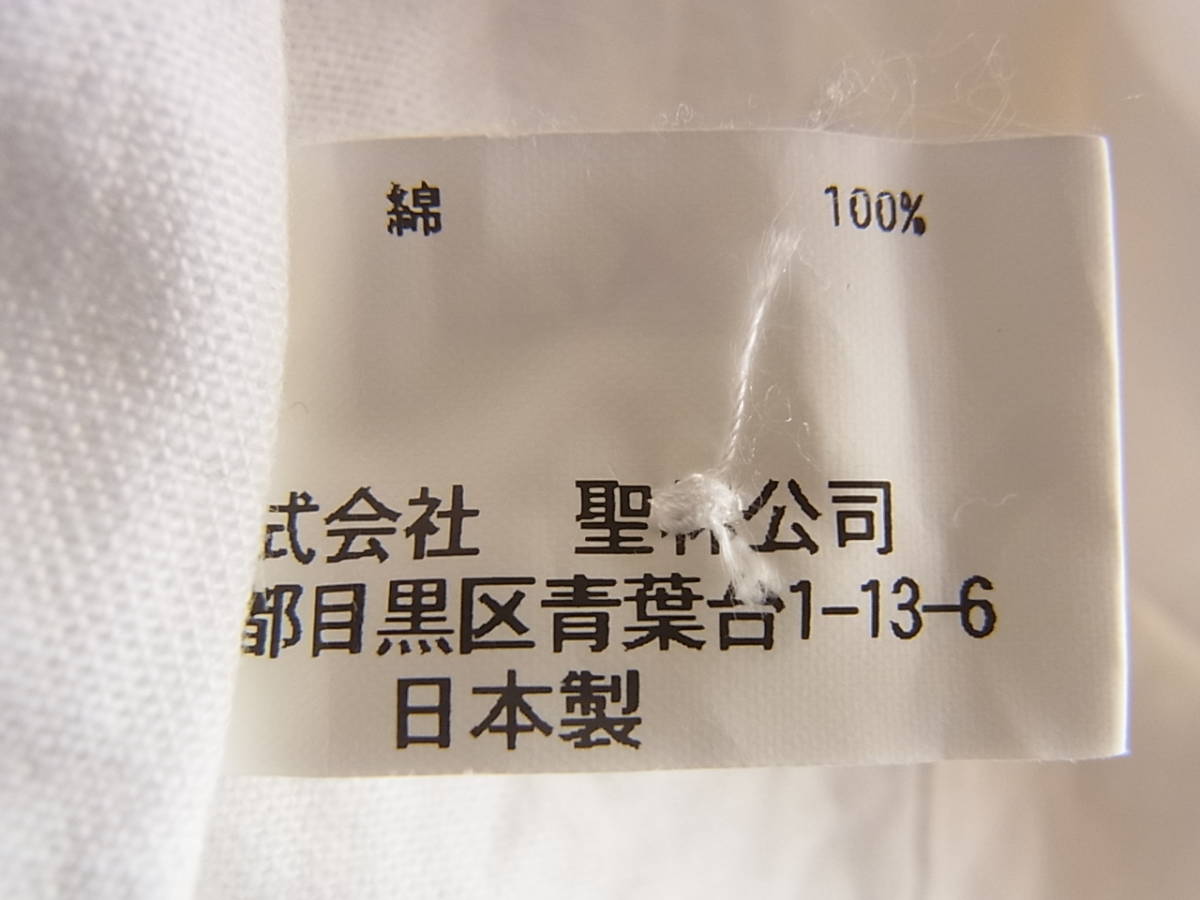 綿 100%
式会社 聖林公司
都目黒区青葉台1-13-6
日本製